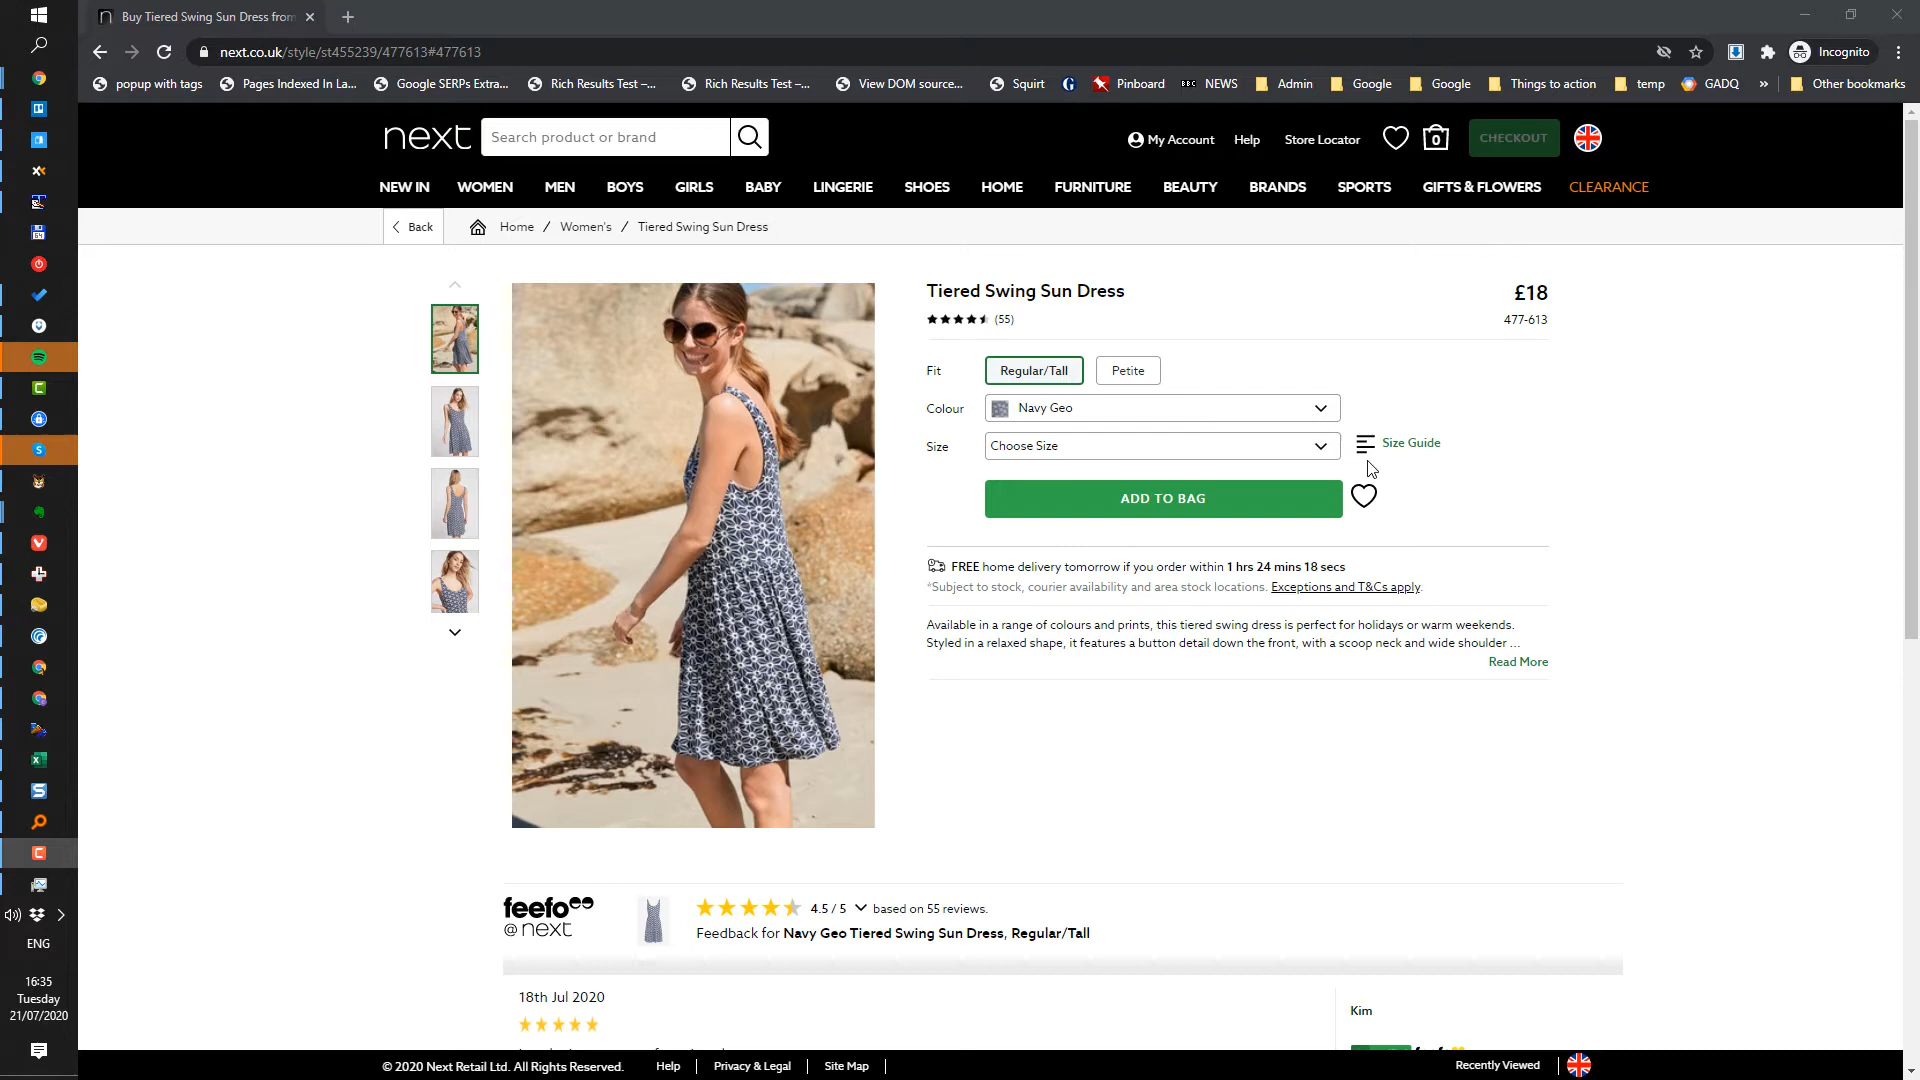 Buy Tiered Swing Sun Dress from
next.co.uk/style/st455239/477613#477613
Incognito
popup with tags
Pages Indexed In La...
Google SERPs Extra...
Rich Results Test –...
Rich Results Test –...
View DOM source...
Squirt
Pinboard
BBC NEWS
Admin
Google
Google
Things to action
temp
GADQ
»
Other bookmarks
next
Search product or brand
My Account
Help
Store Locator
0
CHECKOUT
NEW IN
WOMEN
MEN
BOYS
GIRLS
BABY
LINGERIE
SHOES
HOME
FURNITURE
BEAUTY
BRANDS
SPORTS
GIFTS & FLOWERS
CLEARANCE
Back
Home / Women's / Tiered Swing Sun Dress
Tiered Swing Sun Dress
£18
(55)
477-613
Fit
Regular/Tall
Petite
Colour
Navy Geo
Size
Choose Size
Size Guide
ADD TO BAG
FREE home delivery tomorrow if you order within 1 hrs 24 mins 18 secs
*Subject to stock, courier availability and area stock locations. Exceptions and T&Cs apply.
Available in a range of colours and prints, this tiered swing dress is perfect for holidays or warm weekends.
Styled in a relaxed shape, it features a button detail down the front, with a scoop neck and wide shoulder ...
Read More
feefo
@ next
4.5 / 5
based on 55 reviews.
Feedback for Navy Geo Tiered Swing Sun Dress, Regular/Tall
18th Jul 2020
Kim
© 2020 Next Retail Ltd. All Rights Reserved.
Help
Privacy & Legal
Site Map
Recently Viewed
ENG
16:35
Tuesday
21/07/2020